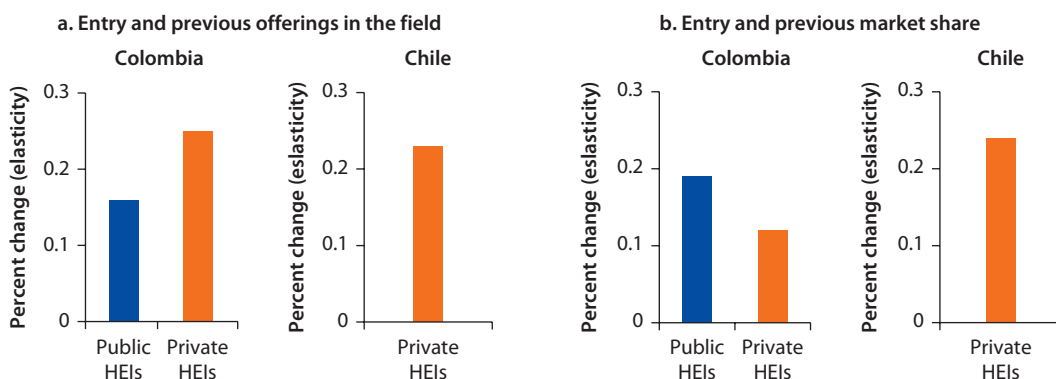 a. Entry and previous offerings in the field
Colombia
Percent change (elasticity)
0.3
0.2
0.1
0
Public
HEIs
Private
HEIs
Chile
Percent change (eslasticity)
0.3
0.2
0.1
0
Private
HEIs
b. Entry and previous market share
Colombia
Percent change (eslasticity)
0.3
0.2
0.1
0
Public
HEIs
Private
HEIs
Chile
Percent change (eslasticity)
0.3
0.2
0.1
0
Private
HEIs